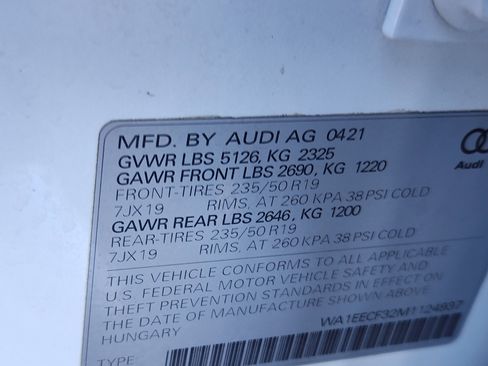 MFD. BY AUDI AG 0421
GVWR LBS 5126, KG 2325
GAWR FRONT LBS 2690, KG 1220
FRONT-TIRES 235/50 R19
7JX19 RIMS, AT 260 KPA 38 PSI COLD
GAWR REAR LBS 2646, KG 1200
REAR-TIRES 235/50 R19
7JX19 RIMS, AT 260 KPA 38 PSI COLD
Audi
THIS VEHICLE CONFORMS TO ALL APPLICABLE
U.S. FEDERAL MOTOR VEHICLE SAFETY AND
THEFT PREVENTION STANDARDS IN EFFECT ON
THE DATE OF MANUFACTURE SHOWN ABOVE.
HUNGARY
WA1EECF32M1124937
TYPE: